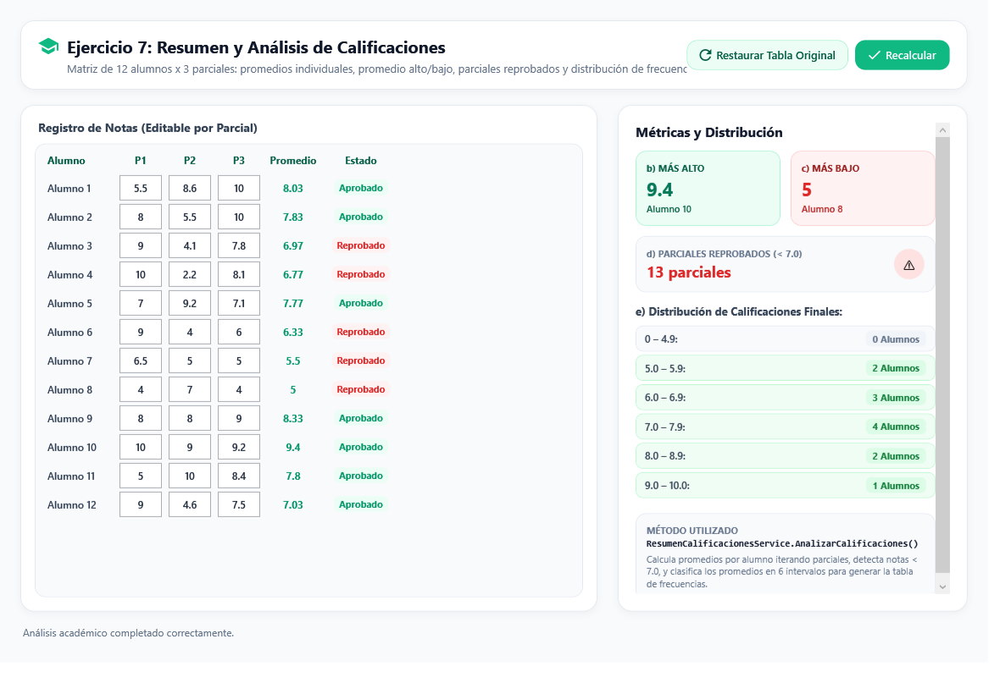 Ejercicio 7: Resumen y Análisis de Calificaciones
Matriz de 12 alumnos x 3 parciales: promedios individuales, promedio alto/bajo, parciales reprobados y distribución de frecuenc
Restaurar Tabla Original
Recalcular
Registro de Notas (Editable por Parcial)
Alumno P1 P2 P3 Promedio Estado
Alumno 1 5.5 8.6 10 8.03 Aprobado
Alumno 2 8 5.5 10 7.83 Aprobado
Alumno 3 9 4.1 7.8 6.97 Reprobado
Alumno 4 10 2.2 8.1 6.77 Reprobado
Alumno 5 7 9.2 7.1 7.77 Aprobado
Alumno 6 9 4 6 6.33 Reprobado
Alumno 7 6.5 5 5 5.5 Reprobado
Alumno 8 4 7 4 5 Reprobado
Alumno 9 8 8 9 8.33 Aprobado
Alumno 10 10 9 9.2 9.4 Aprobado
Alumno 11 5 10 8.4 7.8 Aprobado
Alumno 12 9 4.6 7.5 7.03 Aprobado
Métricas y Distribución
b) MÁS ALTO
9.4
Alumno 10
c) MÁS BAJO
5
Alumno 8
d) PARCIALES REPROBADOS (< 7.0)
13 parciales
e) Distribución de Calificaciones Finales:
0 – 4.9: 0 Alumnos
5.0 – 5.9: 2 Alumnos
6.0 – 6.9: 3 Alumnos
7.0 – 7.9: 4 Alumnos
8.0 – 8.9: 2 Alumnos
9.0 – 10.0: 1 Alumnos
MÉTODO UTILIZADO
ResumenCalificacionesService.AnalizarCalificaciones()
Calcula promedios por alumno iterando parciales, detecta notas <
7.0, y clasifica los promedios en 6 intervalos para generar la tabla
de frecuencias.
Análisis académico completado correctamente.